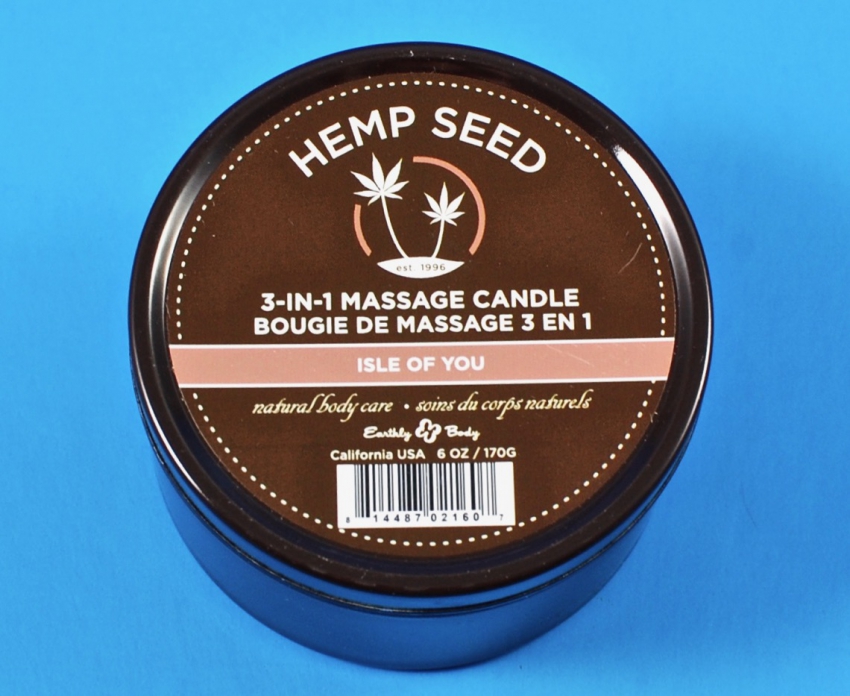 HEMP SEED
est. 1996
3-IN-1 MASSAGE CANDLE
BOUGIE DE MASSAGE 3 EN 1
ISLE OF YOU
natural body care • soins du corps naturels
Earthly Body
California USA 6 OZ / 170G
8 14487 02160 7